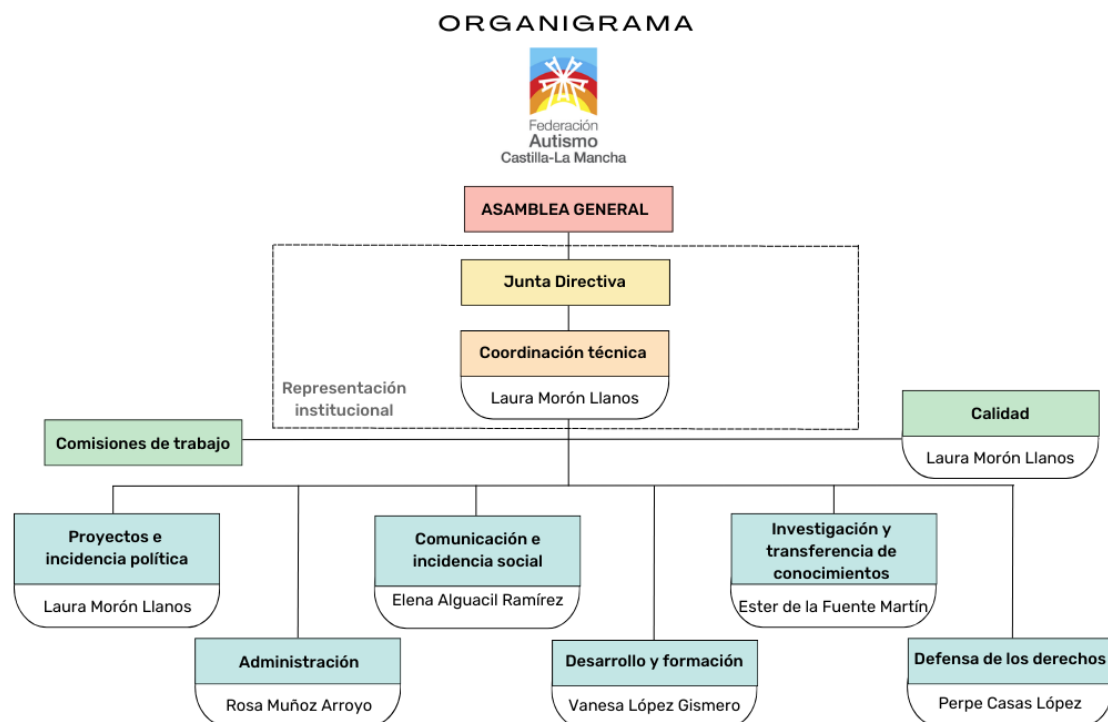 ORGANIGRAMA
Federación
Autismo
Castilla-La Mancha
ASAMBLEA GENERAL
Junta Directiva
Coordinación técnica
Laura Morón Llanos
Representación
institucional
Comisiones de trabajo
Calidad
Laura Morón Llanos
Proyectos e
incidencia política
Laura Morón Llanos
Comunicación e
incidencia social
Elena Alguacil Ramírez
Investigación y
transferencia de
conocimientos
Ester de la Fuente Martín
Administración
Rosa Muñoz Arroyo
Desarrollo y formación
Vanesa López Gismero
Defensa de los derechos
Perpe Casas López